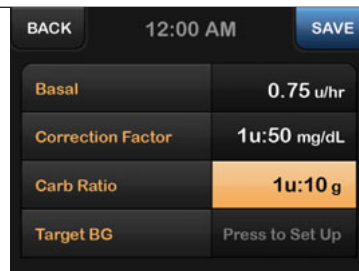 BACK 12:00 AM SAVE
Basal 0.75 u/hr
Correction Factor 1u:50 mg/dL
Carb Ratio 1u:10 g
Target BG Press to Set Up